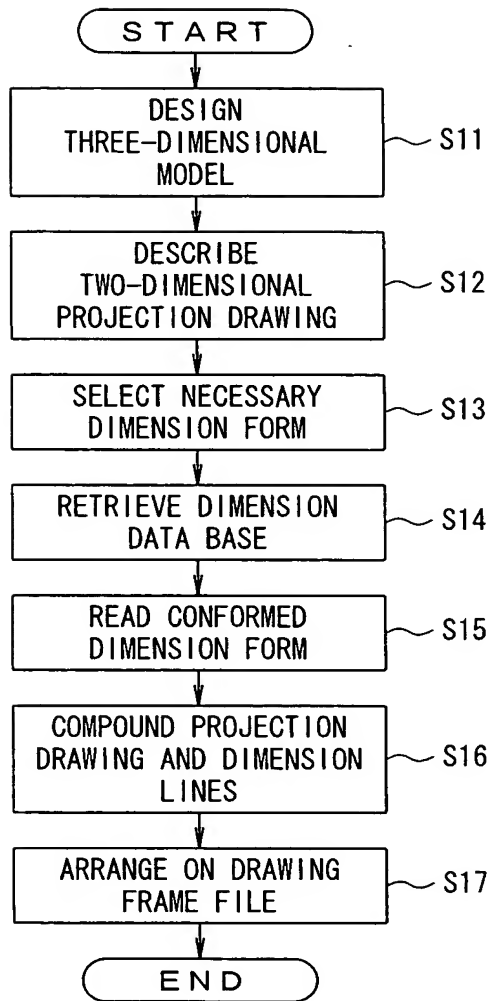 START
DESIGN
THREE-DIMENSIONAL
MODEL
S11
DESCRIBE
TWO-DIMENSIONAL
PROJECTION DRAWING
S12
SELECT NECESSARY
DIMENSION FORM
S13
RETRIEVE DIMENSION
DATA BASE
S14
READ CONFORMED
DIMENSION FORM
S15
COMPOUND PROJECTION
DRAWING AND DIMENSION
LINES
S16
ARRANGE ON DRAWING
FRAME FILE
S17
END